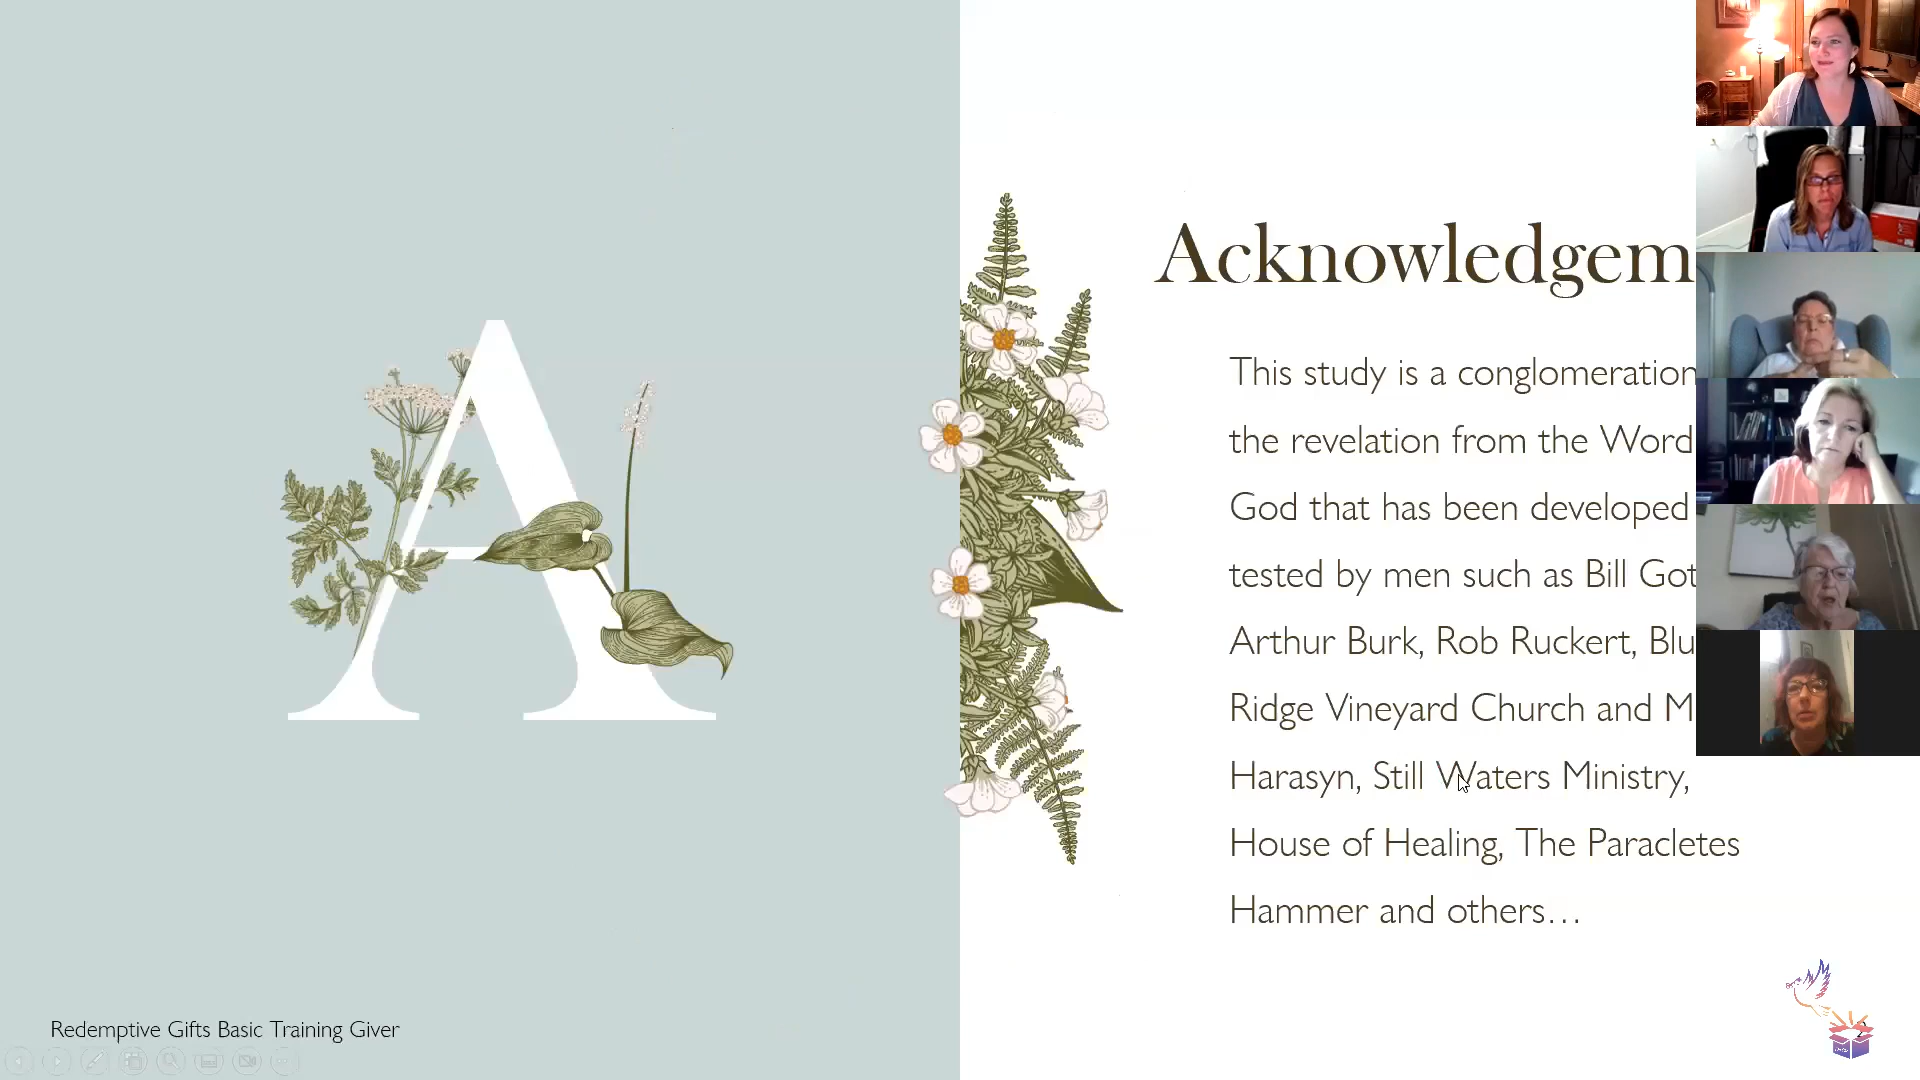 A
Acknowledgem
This study is a conglomeration
the revelation from the Word
God that has been developed
tested by men such as Bill Got
Arthur Burk, Rob Ruckert, Blu
Ridge Vineyard Church and M
Harasyn, Still Waters Ministry,
House of Healing, The Paracletes
Hammer and others…
Redemptive Gifts Basic Training Giver
2